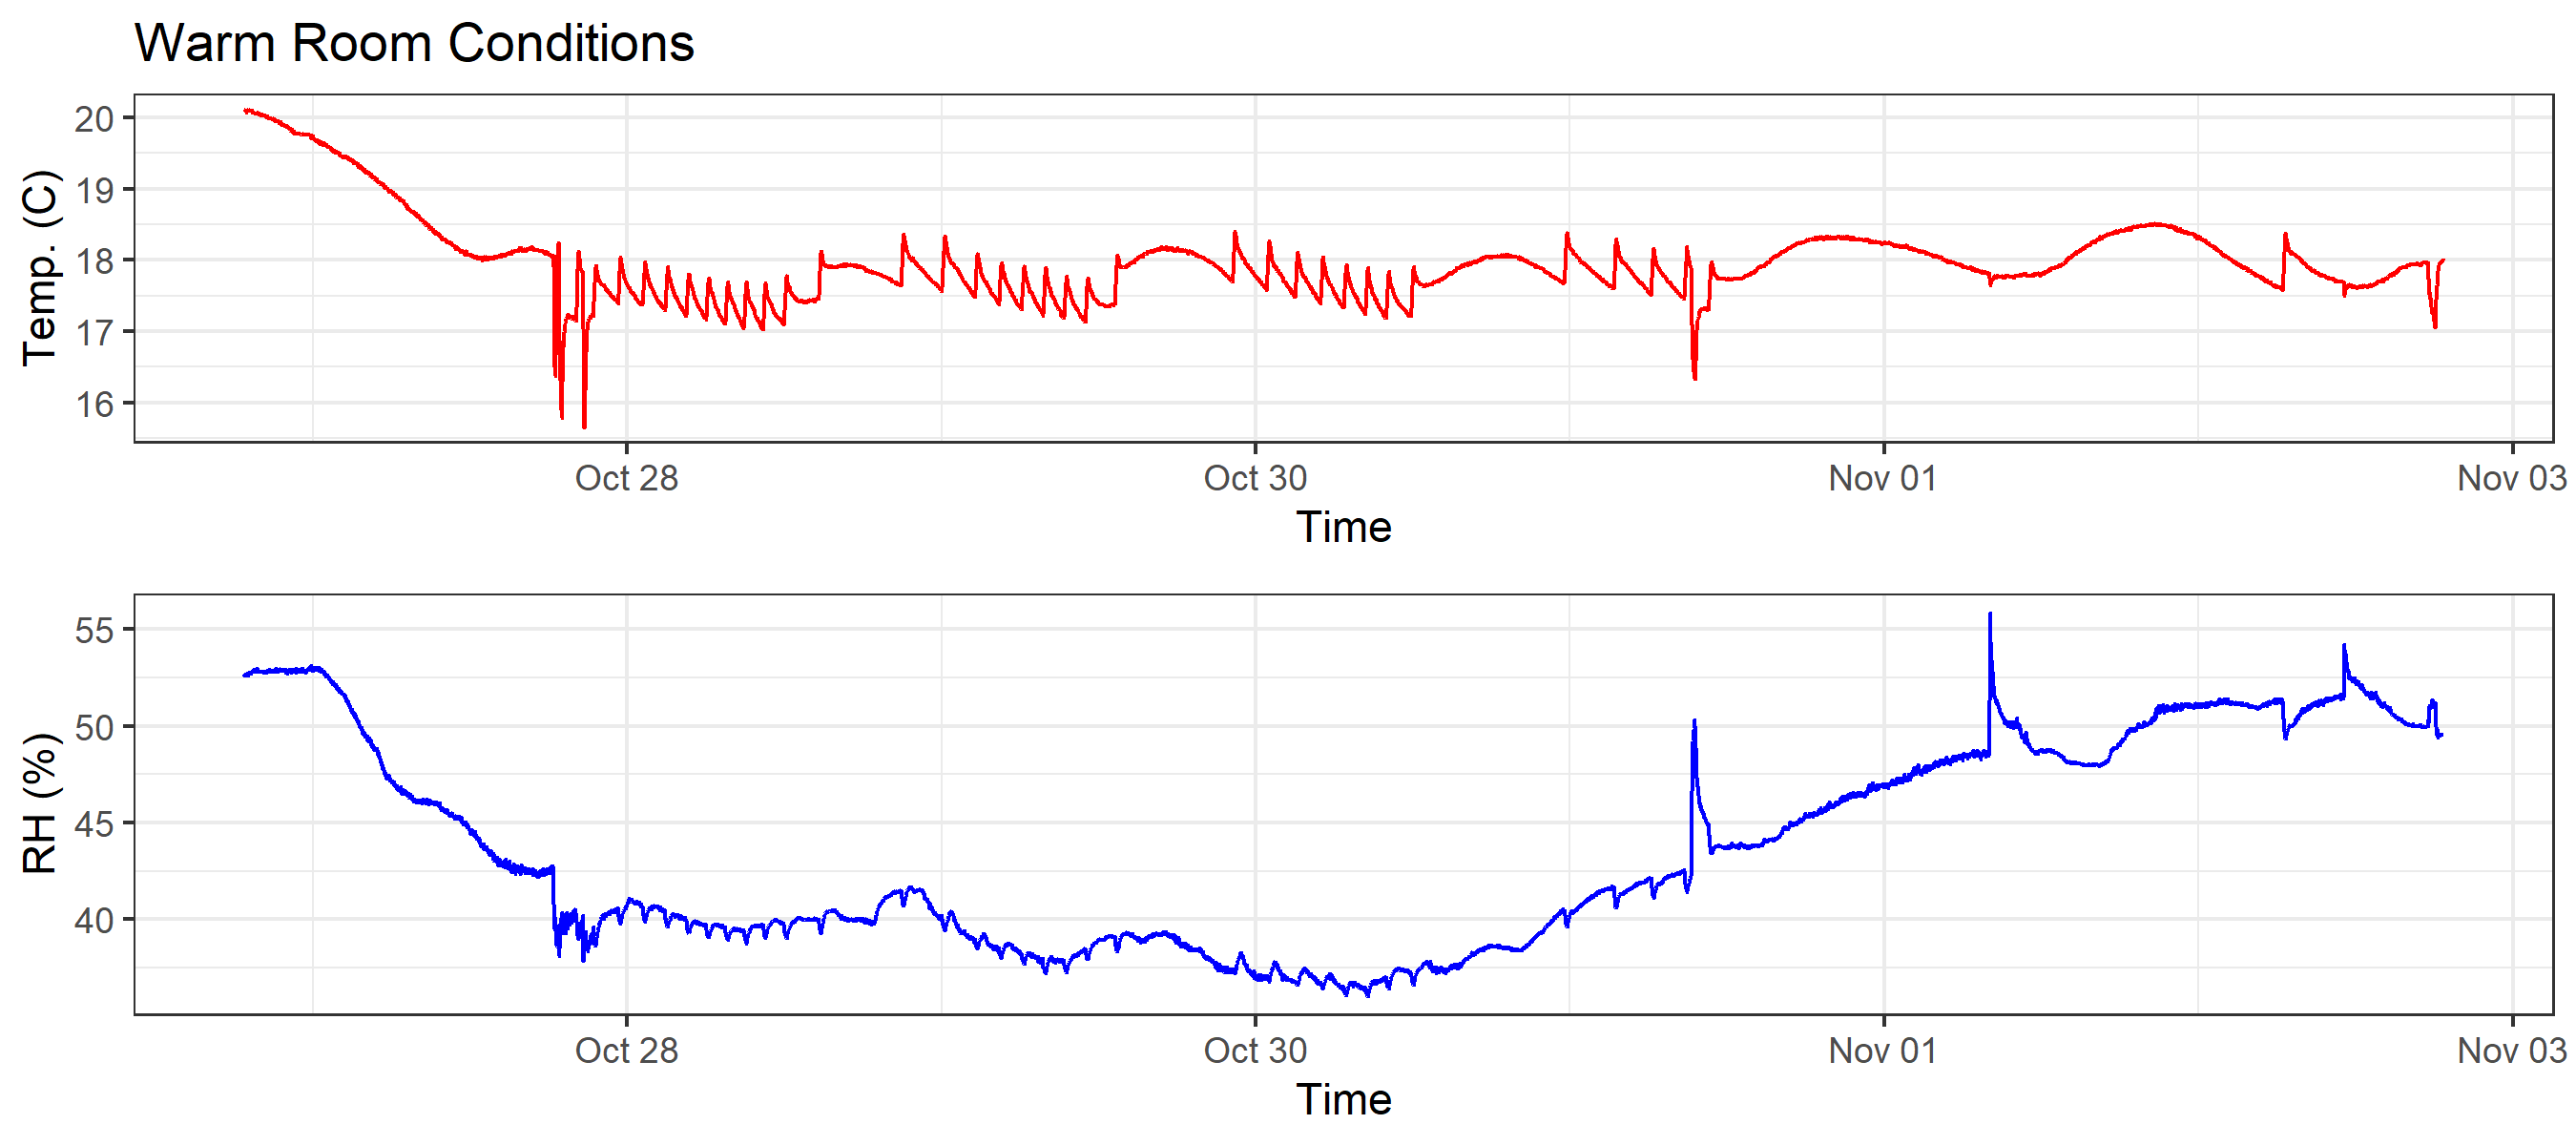 Warm Room Conditions
Temp. (C)
20
19
18
17
16
Oct 28 Oct 30 Nov 01 Nov 03
Time
RH (%)
55
50
45
40
Oct 28 Oct 30 Nov 01 Nov 03
Time